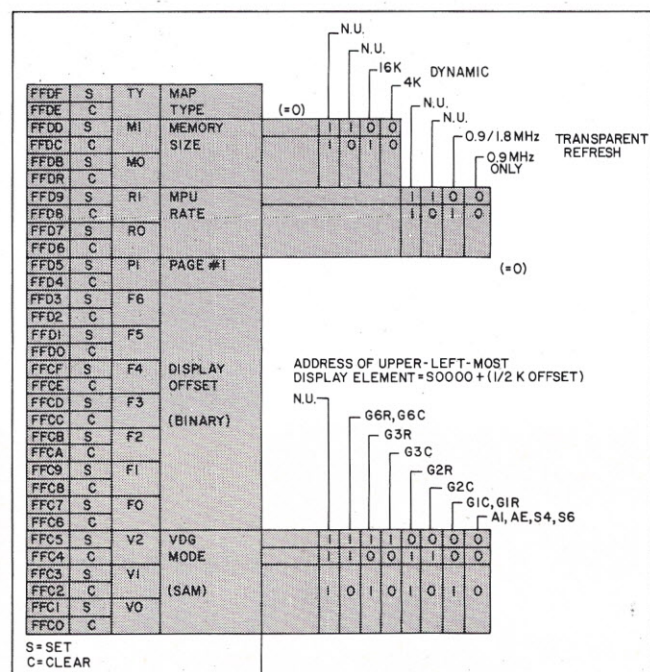 N.U.
N.U.
16K DYNAMIC
4K
N.U.
N.U.
0.9/1.8 MHz TRANSPARENT REFRESH
0.9 MHz ONLY
FFDF S TY MAP
FFDE C TYPE (=0)
FFDD S M1 MEMORY 1 1 0 0
FFDC C SIZE 1 0 1 0
FFDB S M0
FFDR C
FFD9 S R1 MPU 1 1 0 0
FFD8 C RATE 1 0 1 0
FFD7 S R0
FFD6 C
FFD5 S P1 PAGE #1 (=0)
FFD4 C
FFD3 S F6
FFD2 C
FFD1 S F5
FFD0 C
FFCF S F4 DISPLAY
FFCE C OFFSET
FFCD S F3
FFCC C (BINARY)
FFCB S F2
FFCA C
FFC9 S F1
FFC8 C
FFC7 S F0
FFC6 C
ADDRESS OF UPPER-LEFT-MOST
DISPLAY ELEMENT = S0000 + (1/2 K OFFSET)
N.U.
G6R, G6C
G3R
G3C
G2R
G2C
G1C, G1R
A1, AE, S4, S6
FFC5 S V2 VDG 1 1 1 1 0 0 0 0
FFC4 C MODE 1 1 0 0 1 1 0 0
FFC3 S V1
FFC2 C (SAM) 1 0 1 0 1 0 1 0
FFC1 S V0
FFC0 C
S = SET
C = CLEAR